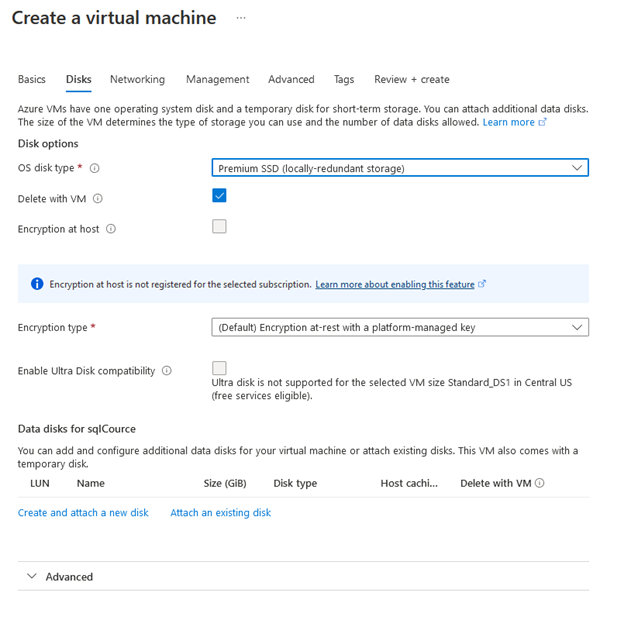 Create a virtual machine ...
Basics Disks Networking Management Advanced Tags Review + create
Azure VMs have one operating system disk and a temporary disk for short-term storage. You can attach additional data disks.
The size of the VM determines the type of storage you can use and the number of data disks allowed. Learn more
Disk options
OS disk type *
Premium SSD (locally-redundant storage)
Delete with VM
Encryption at host
Encryption at host is not registered for the selected subscription. Learn more about enabling this feature
Encryption type *
(Default) Encryption at-rest with a platform-managed key
Enable Ultra Disk compatibility
Ultra disk is not supported for the selected VM size Standard_DS1 in Central US
(free services eligible).
Data disks for sqlCource
You can add and configure additional data disks for your virtual machine or attach existing disks. This VM also comes with a
temporary disk.
LUN Name Size (GiB) Disk type Host cachi... Delete with VM
Create and attach a new disk Attach an existing disk
Advanced